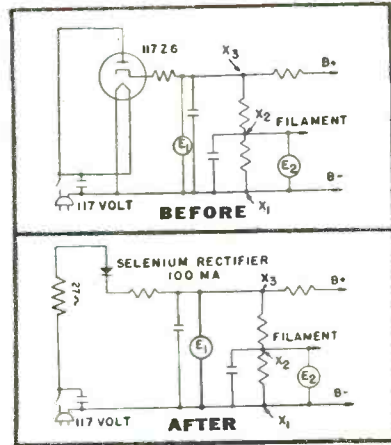 117Z6
X3
B+
X2
FILAMENT
E1
E2
B-
X1
117 VOLT
BEFORE
SELENIUM RECTIFIER
100 MA
X3
B+
27Ω
FILAMENT
E1
X2
E2
B-
X1
117 VOLT
AFTER